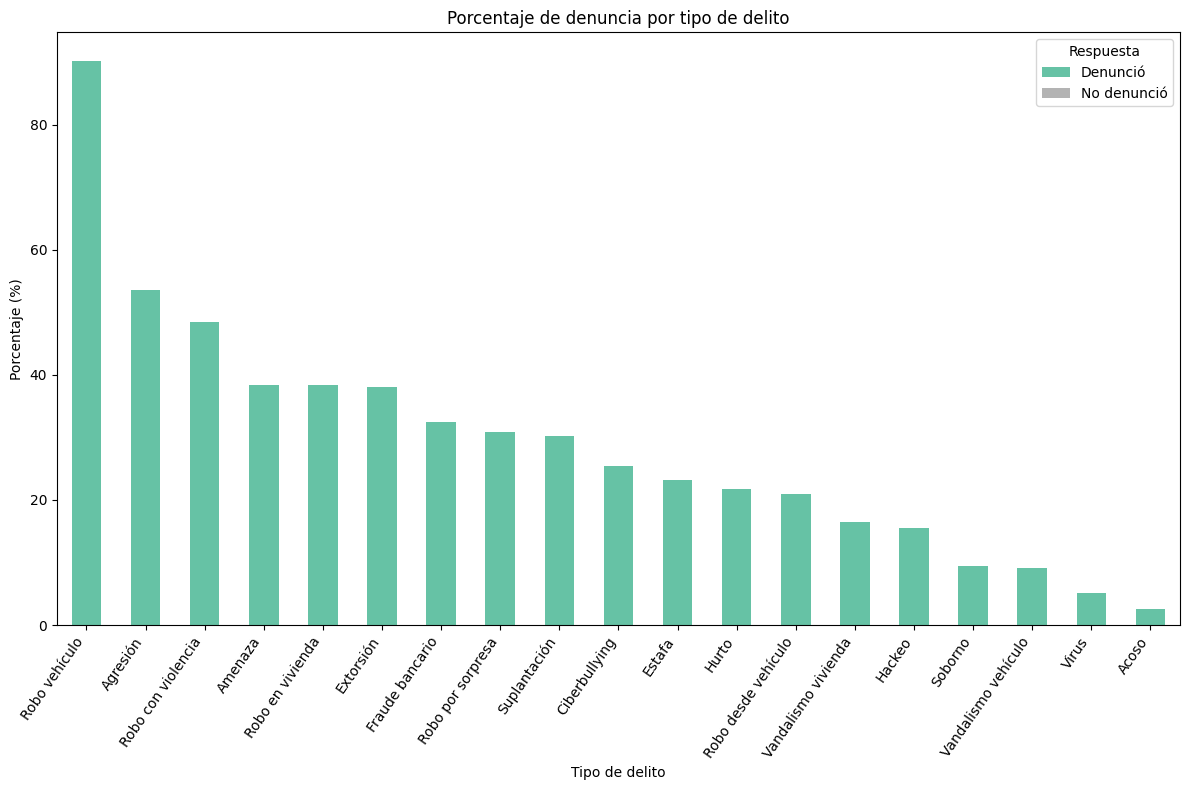 Porcentaje de denuncia por tipo de delito
Respuesta
Denunció
No denunció
Porcentaje (%)
80
60
40
20
0
Robo vehículo
Agresión
Robo con violencia
Amenaza
Robo en vivienda
Extorsión
Fraude bancario
Robo por sorpresa
Suplantación
Ciberbullying
Estafa
Hurto
Robo desde vehículo
Vandalismo vivienda
Hackeo
Soborno
Vandalismo vehículo
Virus
Acoso
Tipo de delito